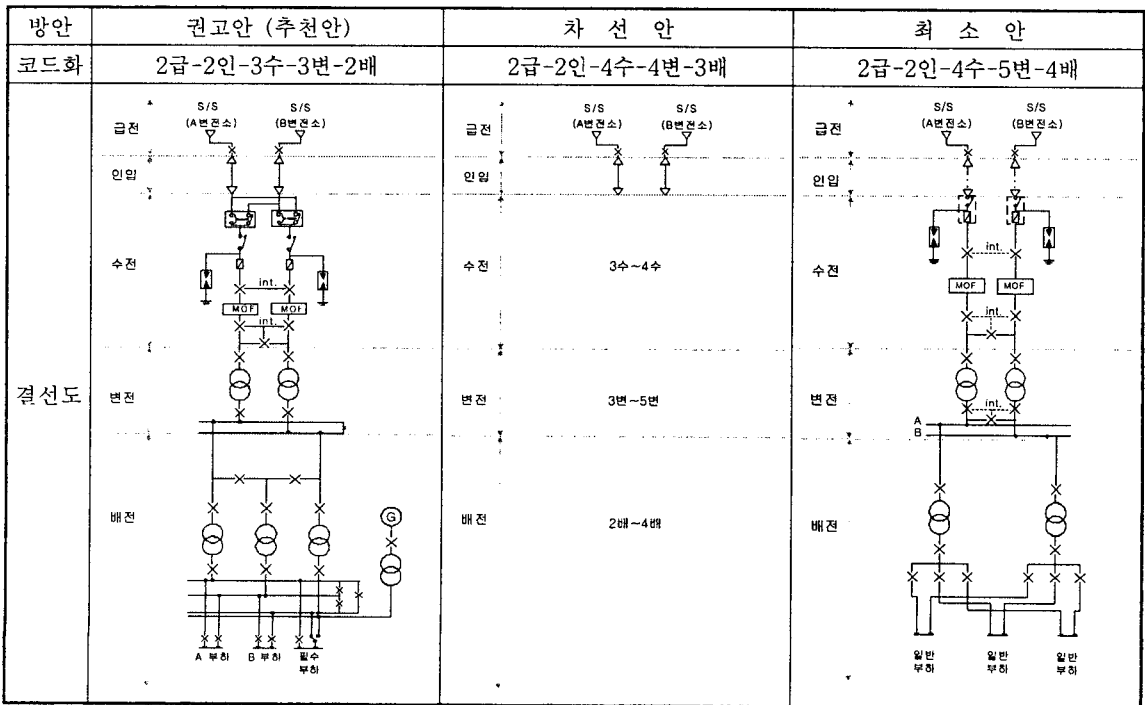 방안 권고안 (추천안) 차 선 안 최 소 안
코드화 2급-2인-3수-3변-2배 2급-2인-4수-4변-3배 2급-2인-4수-5변-4배
결선도
급전
S/S S/S
(A변전소) (B변전소)
인입
수전
int.
MOF MOF
int.
변전
배전
G
A 부하 B 부하 필수
부하
급전
S/S S/S
(A변전소) (B변전소)
인입
수전 3수~4수
변전 3변~5변
배전 2배~4배
급전
S/S S/S
(A변전소) (B변전소)
인입
수전
int.
MOF MOF
int.
변전
int.
A
B
배전
일반 일반 일반
부하 부하 부하